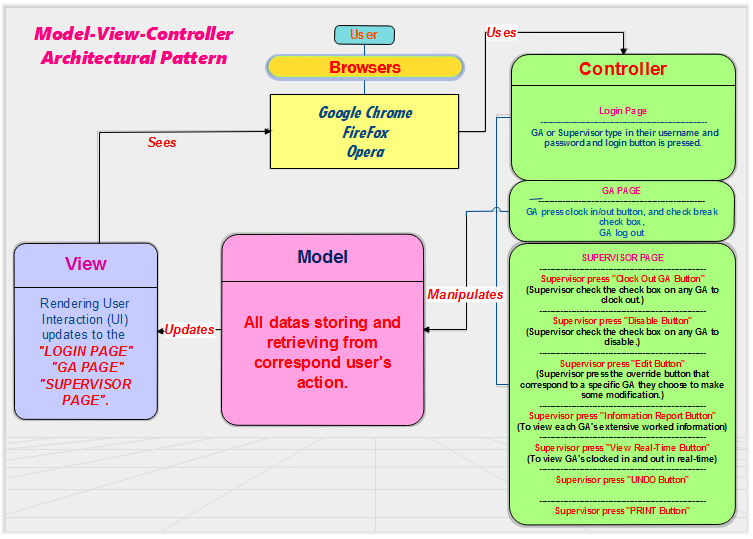 Model-View-Controller
Architectural Pattern
User
Browsers
Google Chrome
FireFox
Opera
Uses
Sees
Controller
Login Page
GA or Supervisor type in their username and
password and login button is pressed.
GA PAGE
GA press clock in/out button, and check break
check box,
GA log out
SUPERVISOR PAGE
Supervisor press "Clock Out GA Button"
(Supervisor check the check box on any GA to
clock out.)
Supervisor press "Disable Button"
(Supervisor check the check box on any GA to
disable.)
Supervisor press "Edit Button"
(Supervisor press the override button that
correspond to a specific GA they choose to make
some modification.)
Supervisor press "Information Report Button"
(To view each GA's extensive worked information)
Supervisor press "View Real-Time Button"
(To view GA's clocked in and out in real-time)
Supervisor press "UNDO Button"
Supervisor press "PRINT Button"
Manipulates
Model
All datas storing and
retrieving from
correspond user's
action.
Updates
View
Rendering User
Interaction (UI)
updates to the
"LOGIN PAGE"
"GA PAGE"
"SUPERVISOR
PAGE".